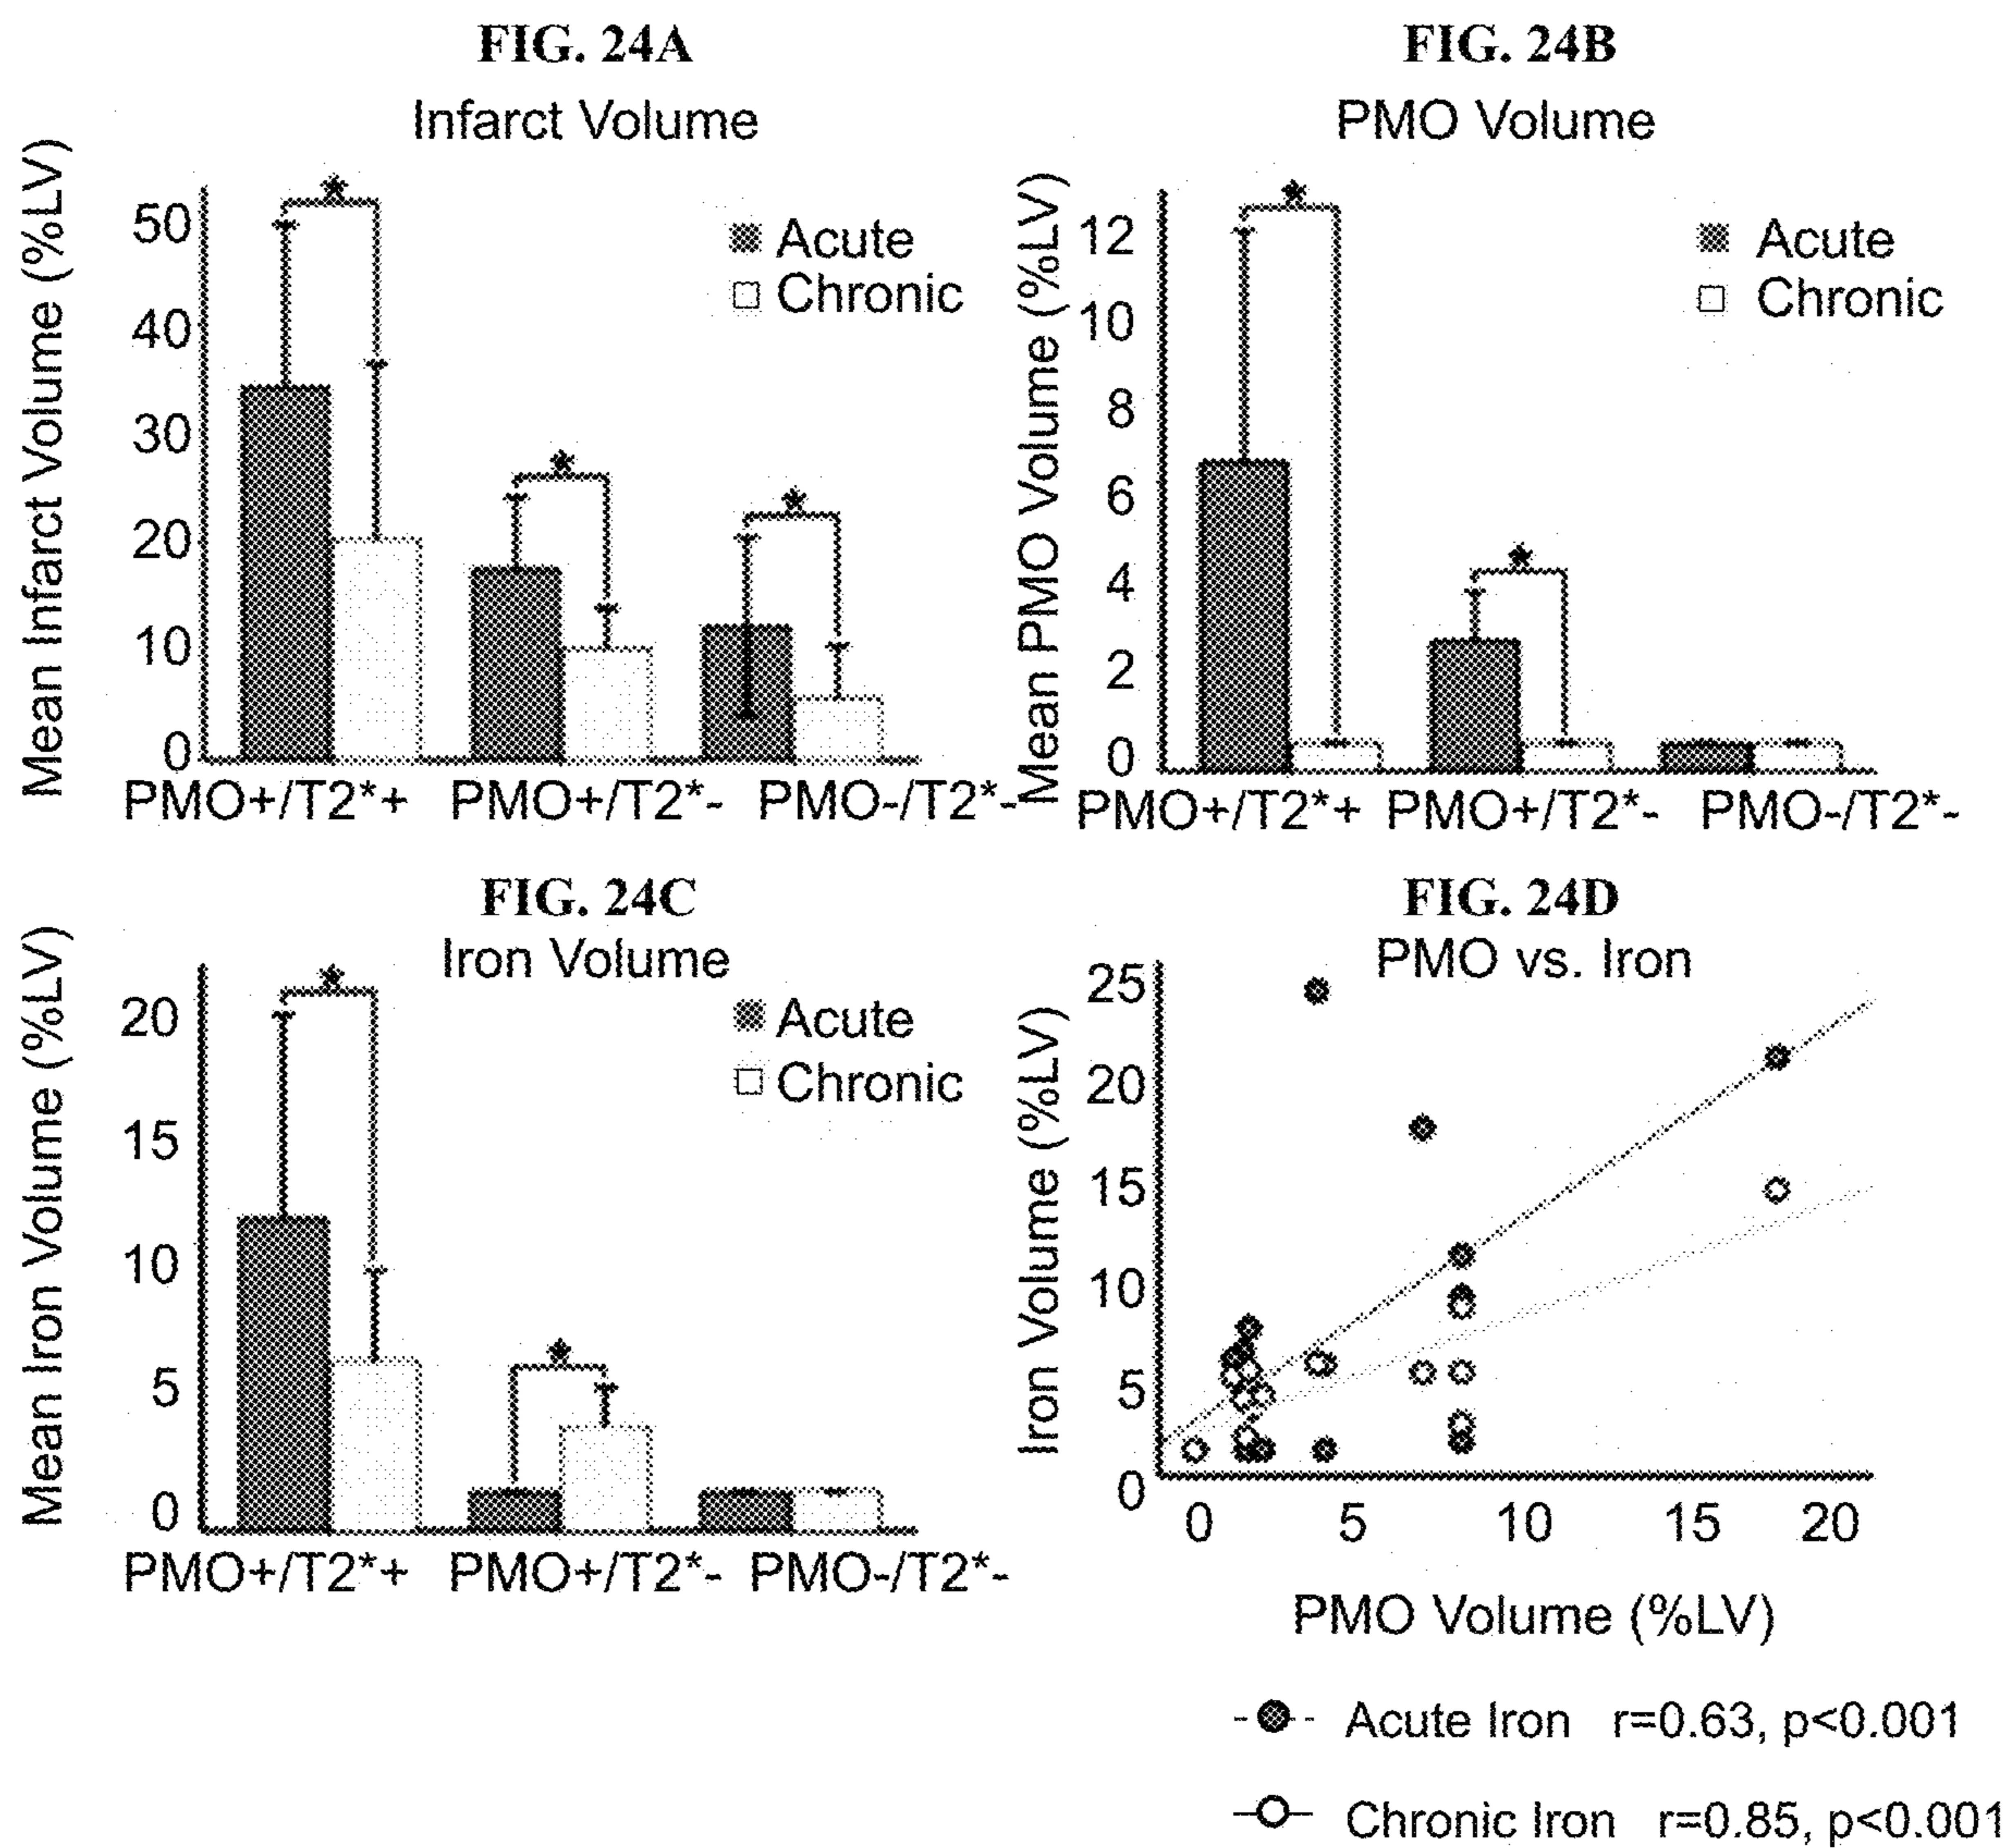 FIG. 24A
Infarct Volume
Mean Infarct Volume (%LV)
50
40
30
20
10
0
*
*
*
Acute
Chronic
PMO+/T2*+ PMO+/T2*- PMO-/T2*-
FIG. 24B
PMO Volume
Mean PMO Volume (%LV)
12
10
8
6
4
2
0
*
*
Acute
Chronic
PMO+/T2*+ PMO+/T2*- PMO-/T2*-
FIG. 24C
Iron Volume
Mean Iron Volume (%LV)
20
15
10
5
0
*
*
Acute
Chronic
PMO+/T2*+ PMO+/T2*- PMO-/T2*-
FIG. 24D
PMO vs. Iron
Iron Volume (%LV)
25
20
15
10
5
0
0 5 10 15 20
PMO Volume (%LV)
Acute Iron r=0.63, p<0.001
Chronic Iron r=0.85, p<0.001